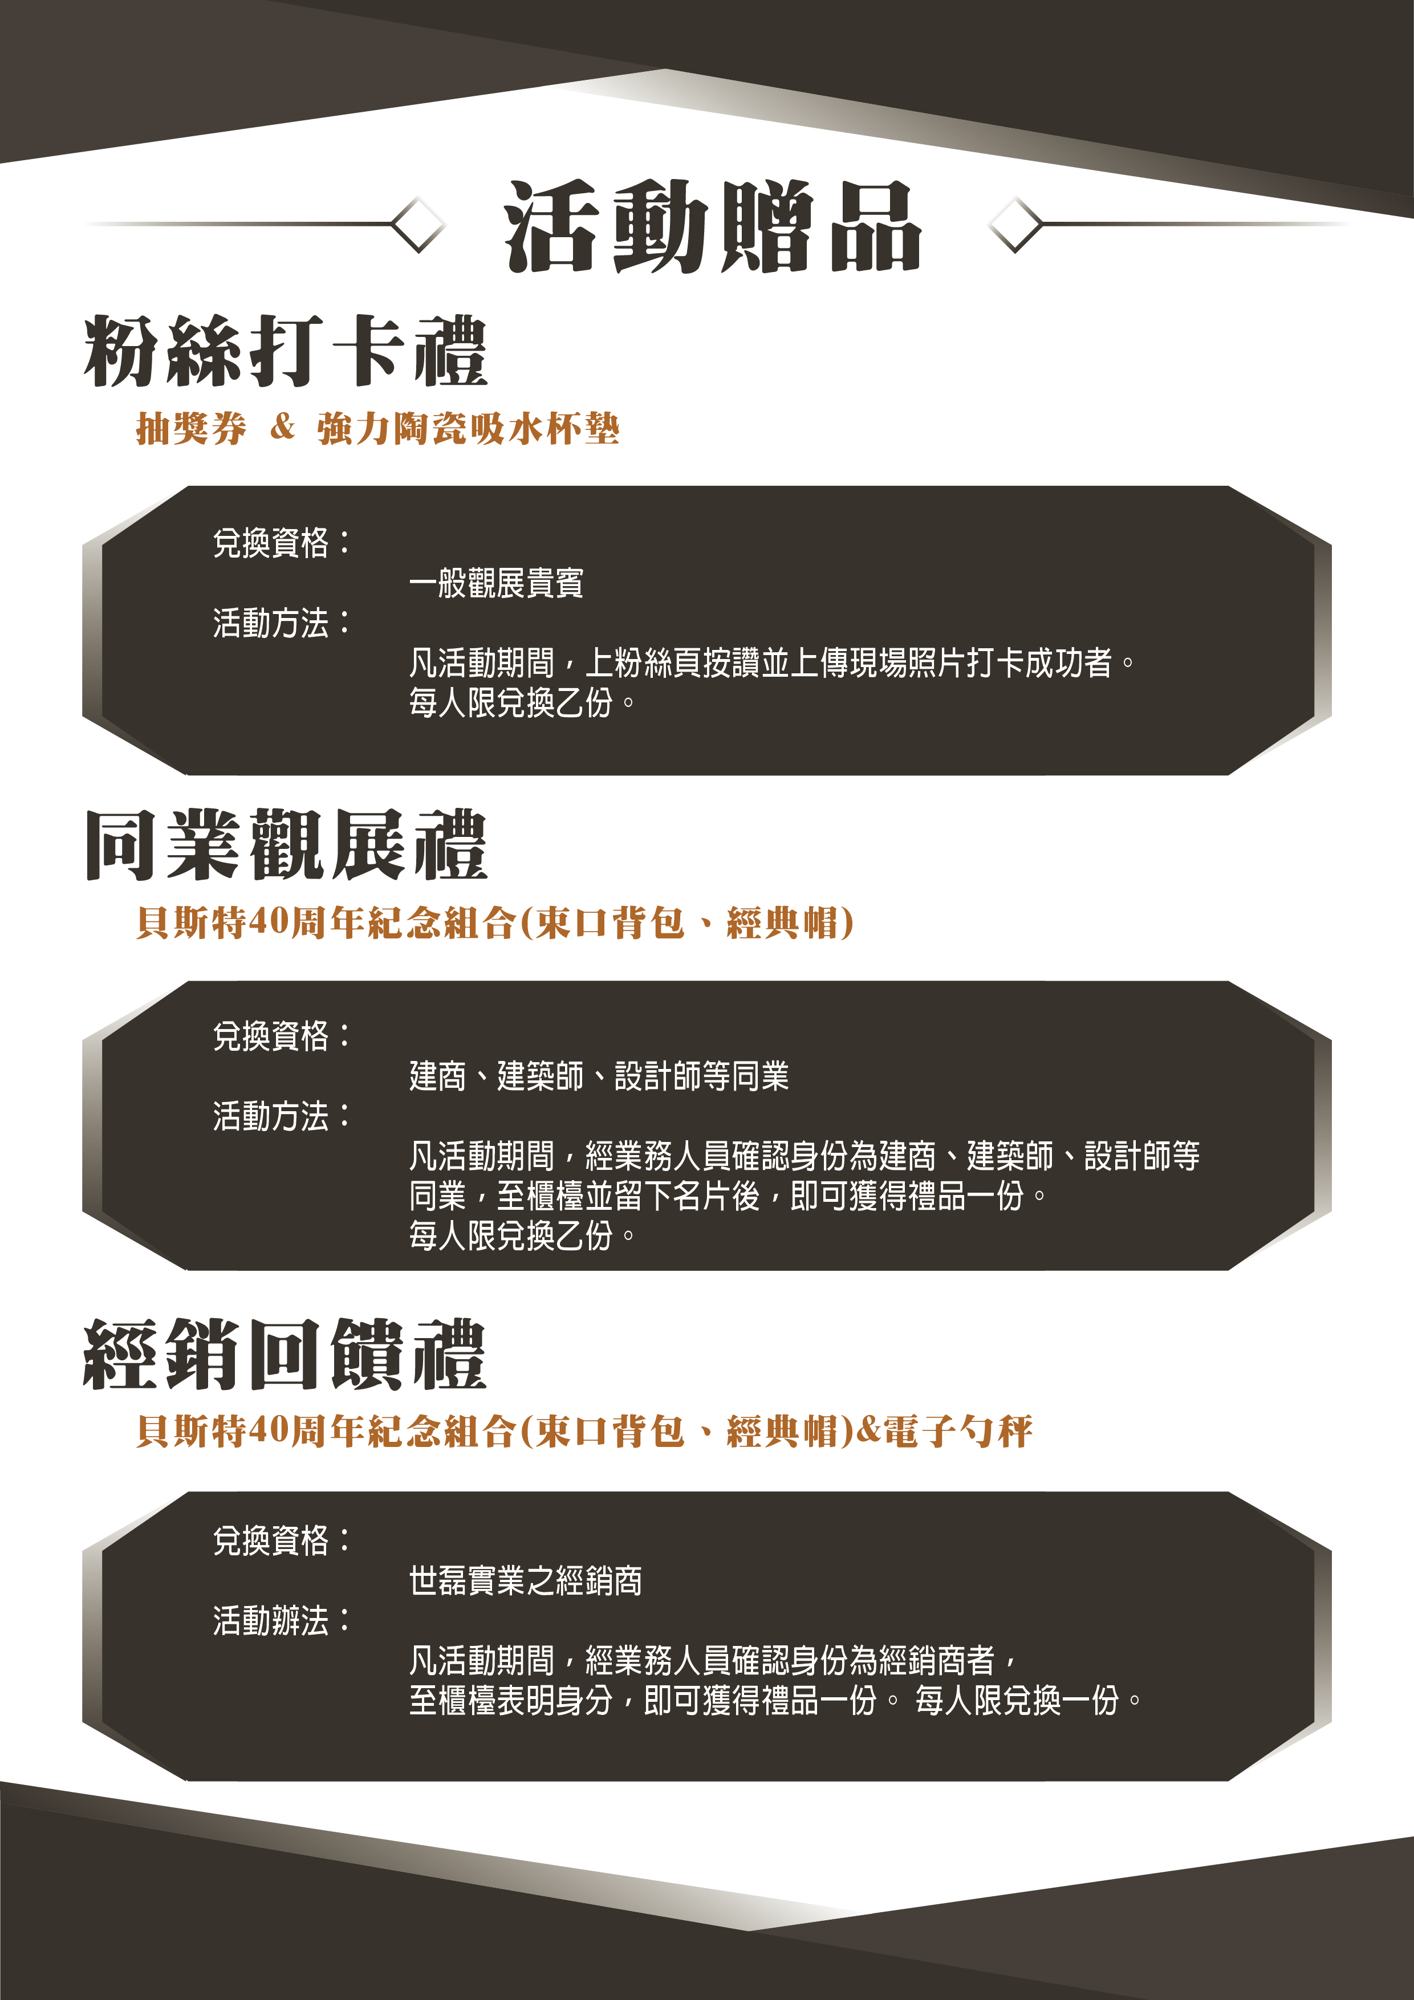 活動贈品
粉絲打卡禮
抽獎券 & 強力陶瓷吸水杯墊
兌換資格：
一般觀展貴賓
活動方法：
凡活動期間，上粉絲頁按讚並上傳現場照片打卡成功者。
每人限兌換乙份。
同業觀展禮
貝斯特40周年紀念組合(束口背包、經典帽)
兌換資格：
建商、建築師、設計師等同業
活動方法：
凡活動期間，經業務人員確認身份為建商、建築師、設計師等
同業，至櫃檯並留下名片後，即可獲得禮品一份。
每人限兌換乙份。
經銷回饋禮
貝斯特40周年紀念組合(束口背包、經典帽)&電子勺秤
兌換資格：
世磊實業之經銷商
活動辦法：
凡活動期間，經業務人員確認身份為經銷商者，
至櫃檯表明身分，即可獲得禮品一份。 每人限兌換一份。